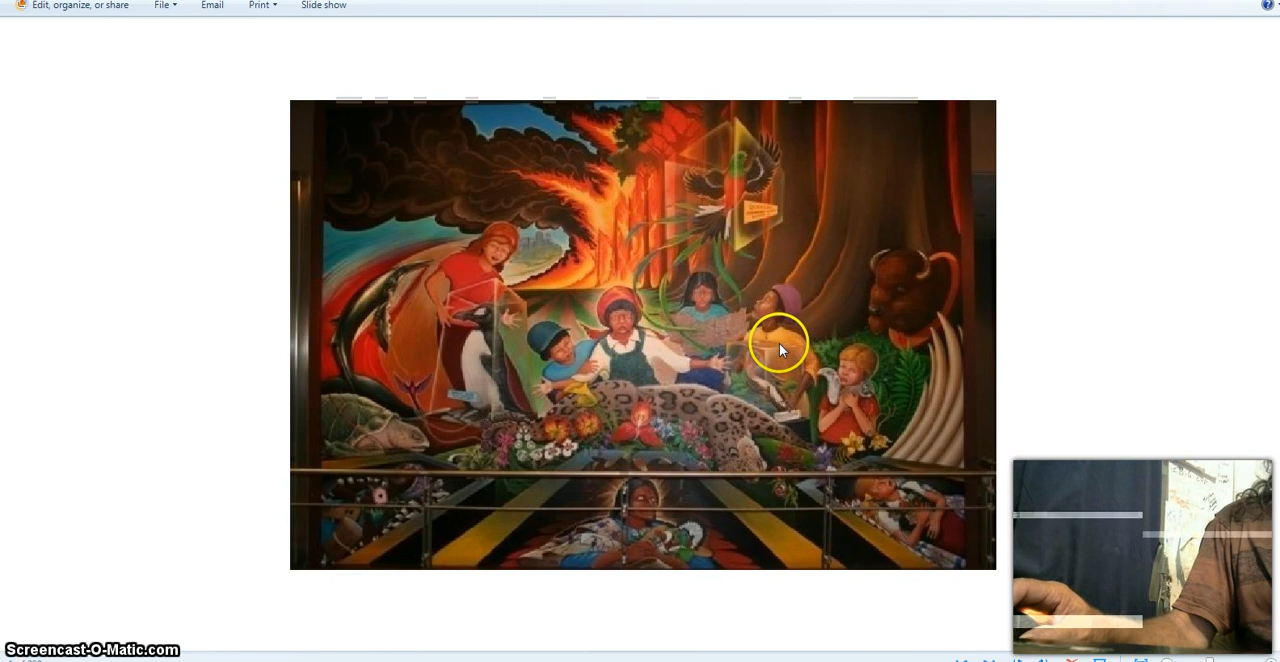 Edit, organize, or share File Email Print Slide show
Screencast-O-Matic.com